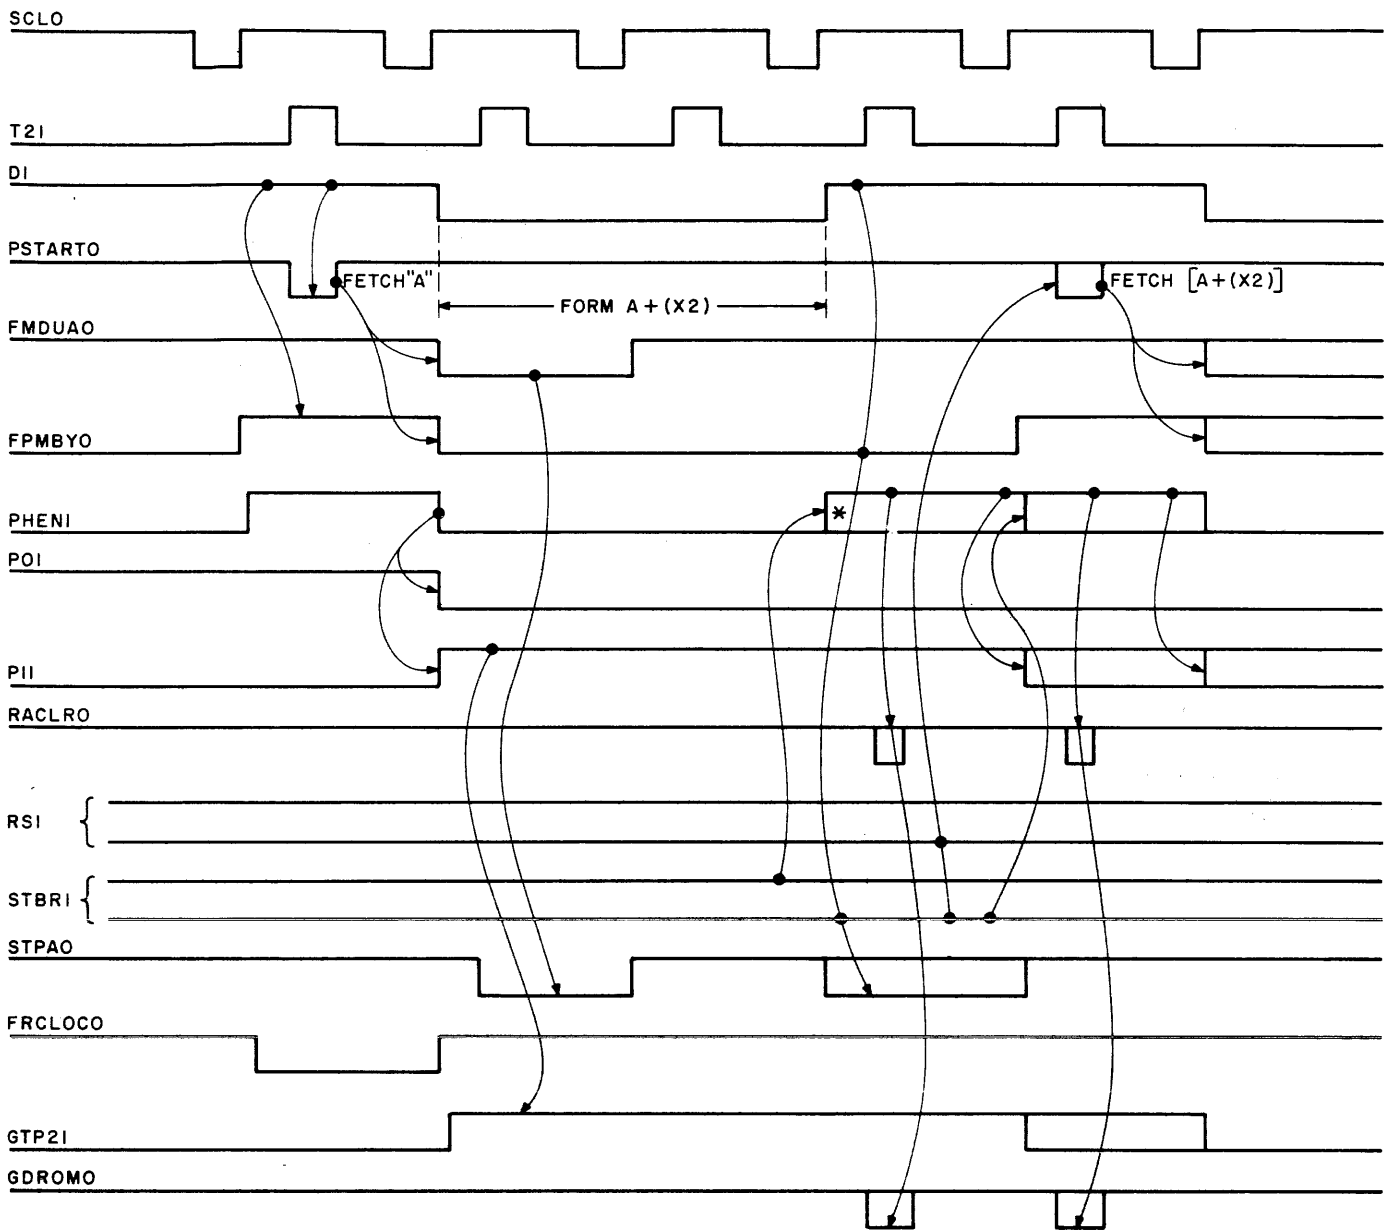 SCLO
T2I
DI
PSTARTO
FETCH"A"
FETCH [A+(X2)]
FORM A+(X2)
FMDUAO
FPMBYO
PHENI
*
POI
PII
RACLRO
RSI {
STBRI {
STPAO
FRCLOCO
GTP2I
GDROMO